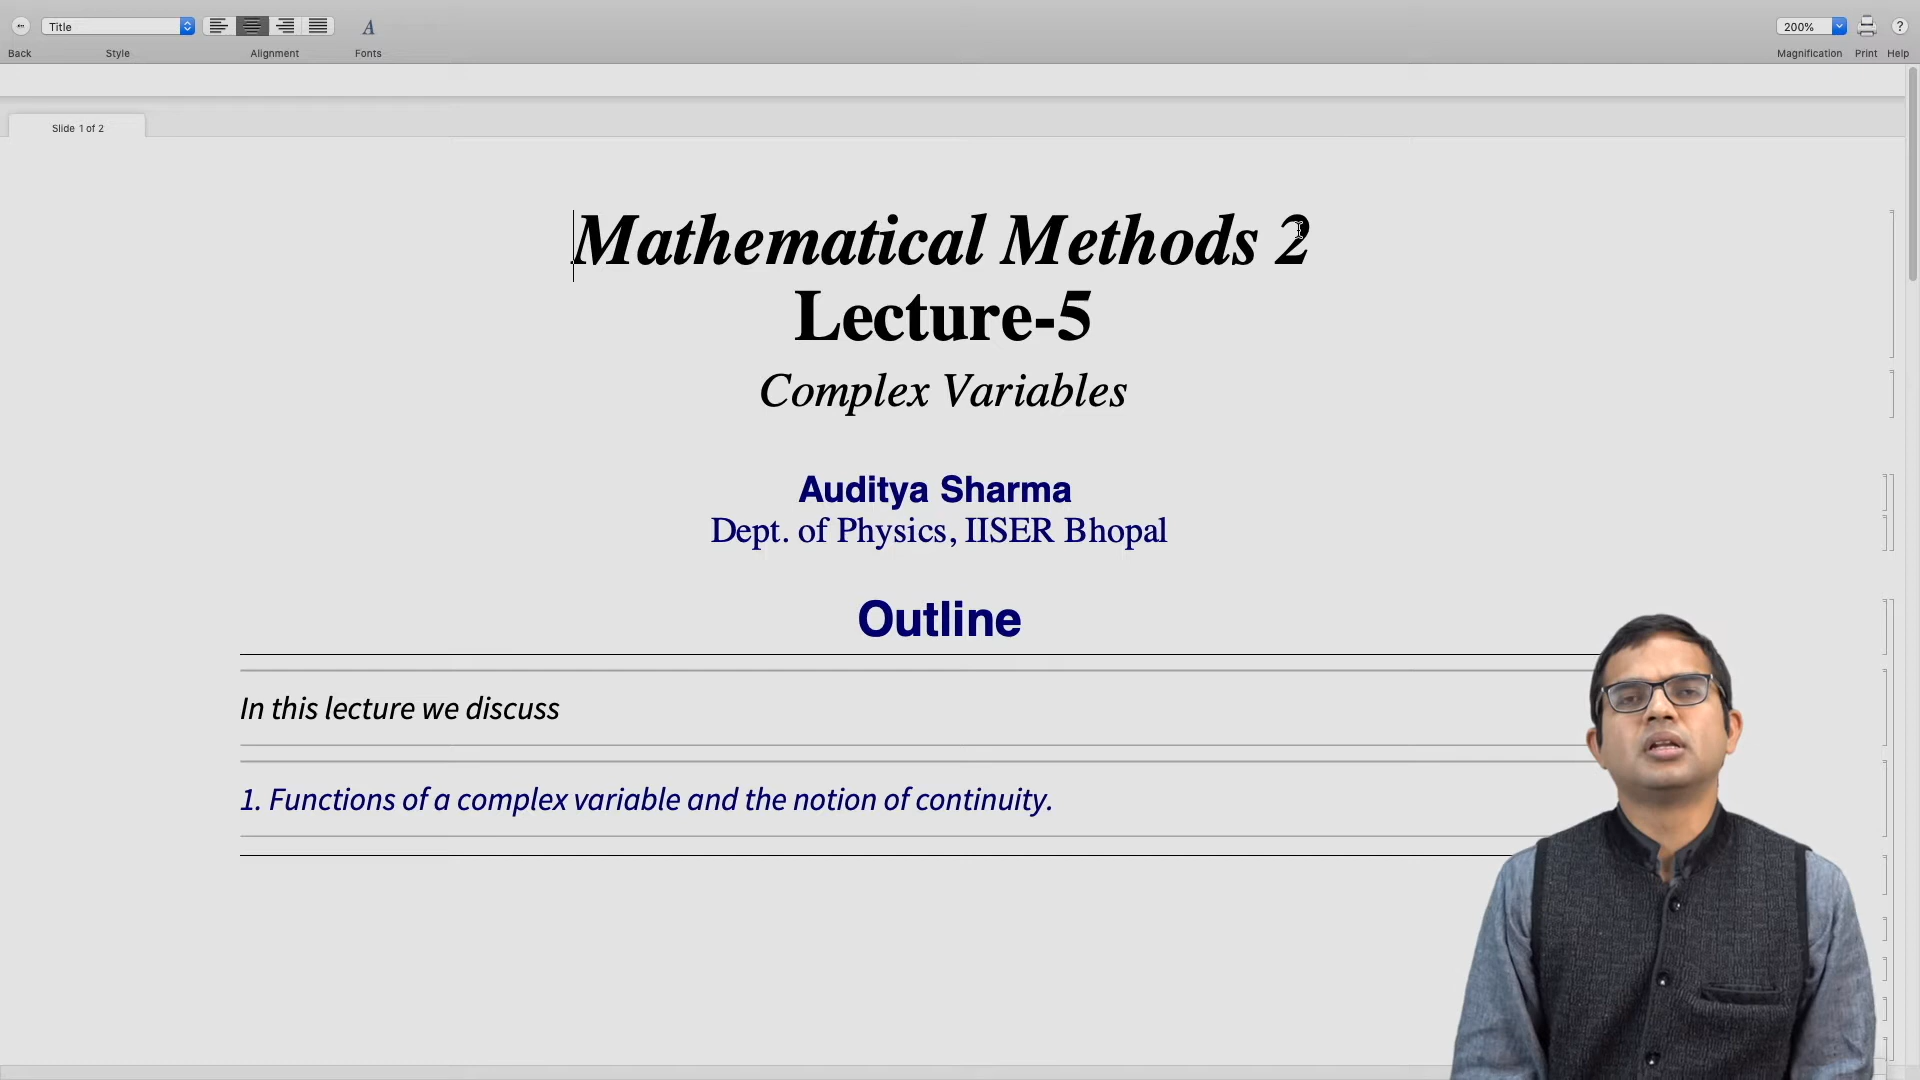 Title
200%
Back
Style
Alignment
Fonts
Magnification
Print
Help
Slide 1 of 2
Mathematical Methods 2
Lecture-5
Complex Variables
Auditya Sharma
Dept. of Physics, IISER Bhopal
Outline
In this lecture we discuss
1. Functions of a complex variable and the notion of continuity.